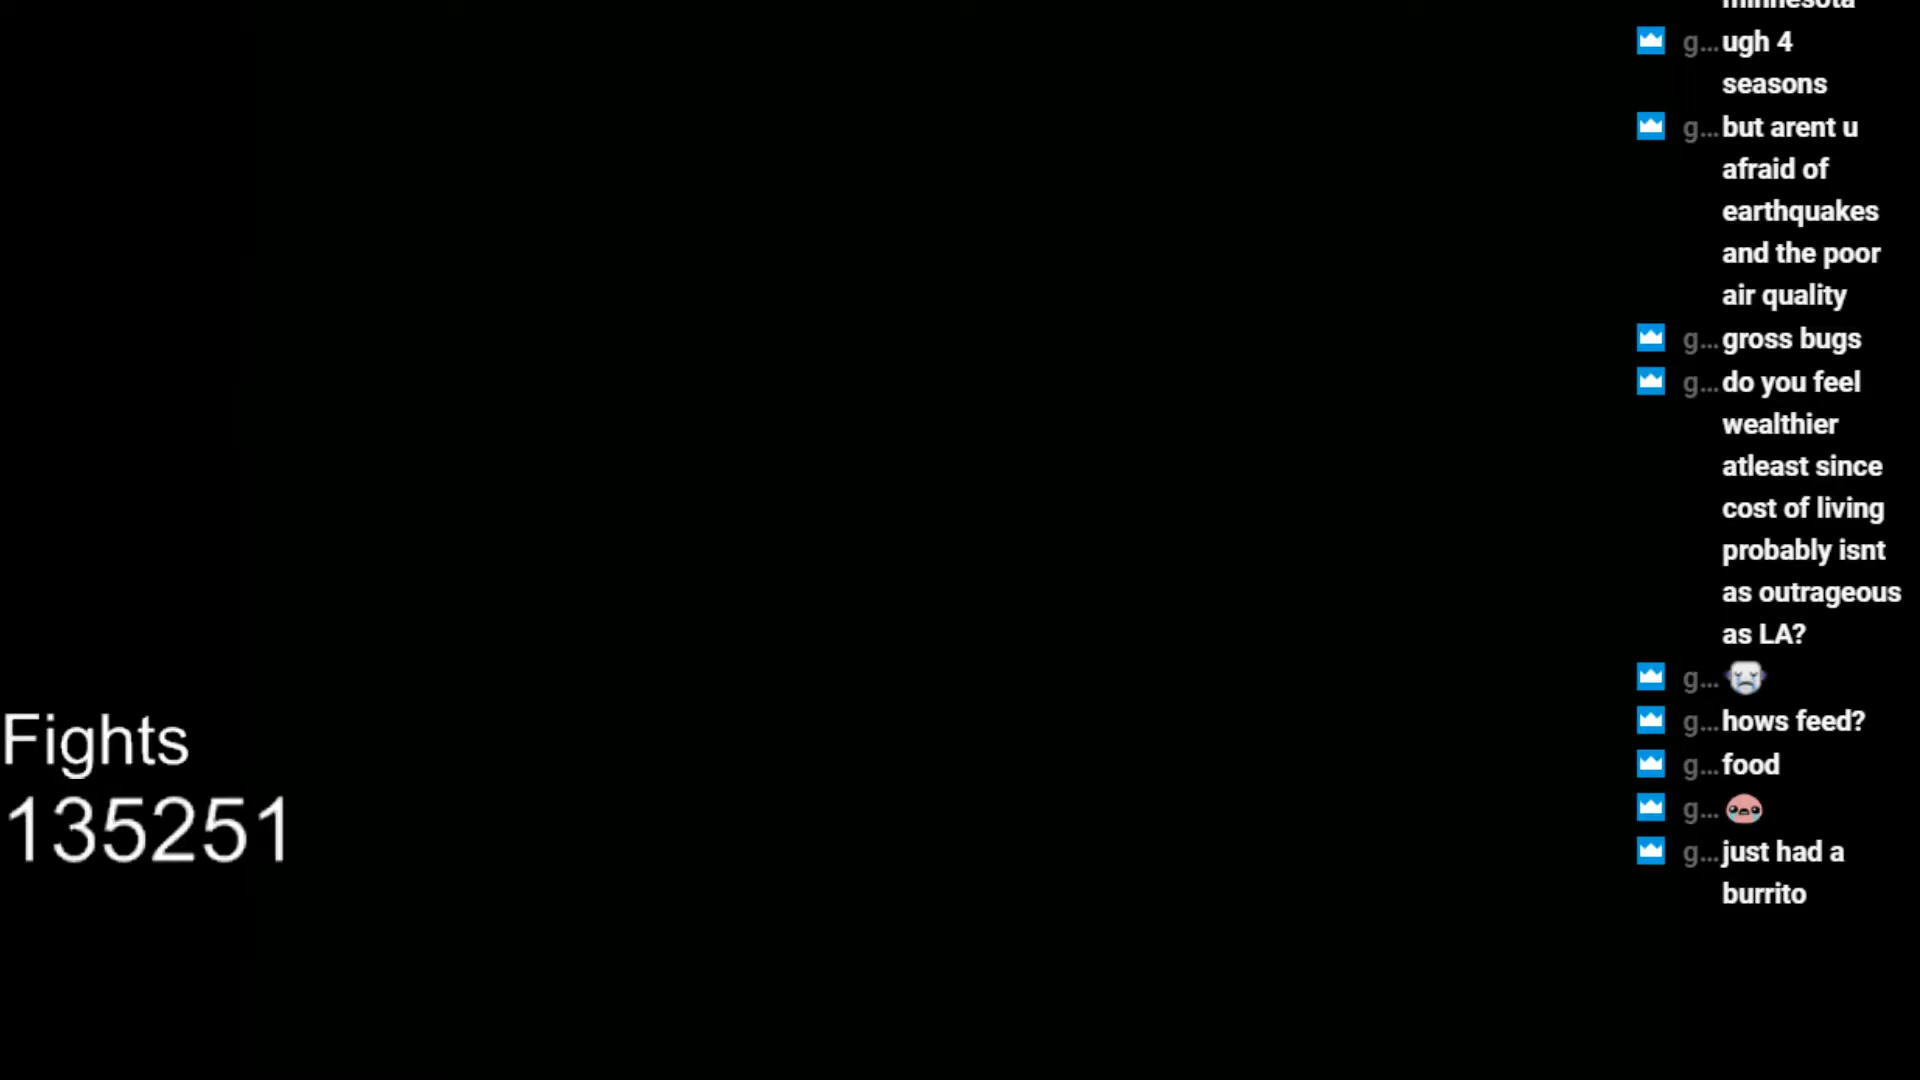 minnesota
g... ugh 4
seasons
g... but arent u
afraid of
earthquakes
and the poor
air quality
g... gross bugs
g... do you feel
wealthier
atleast since
cost of living
probably isnt
as outrageous
as LA?
g...
g... hows feed?
g... food
g...
g... just had a
burrito
Fights
135251